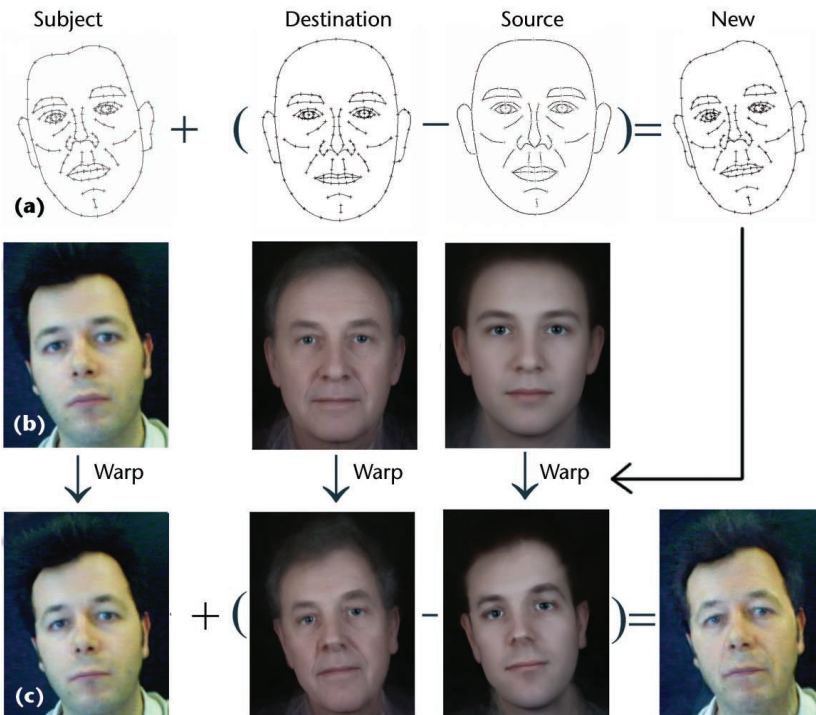 Subject Destination Source New
+ ( − ) =
(a)
(b)
Warp Warp Warp
+ ( - ) =
(c)